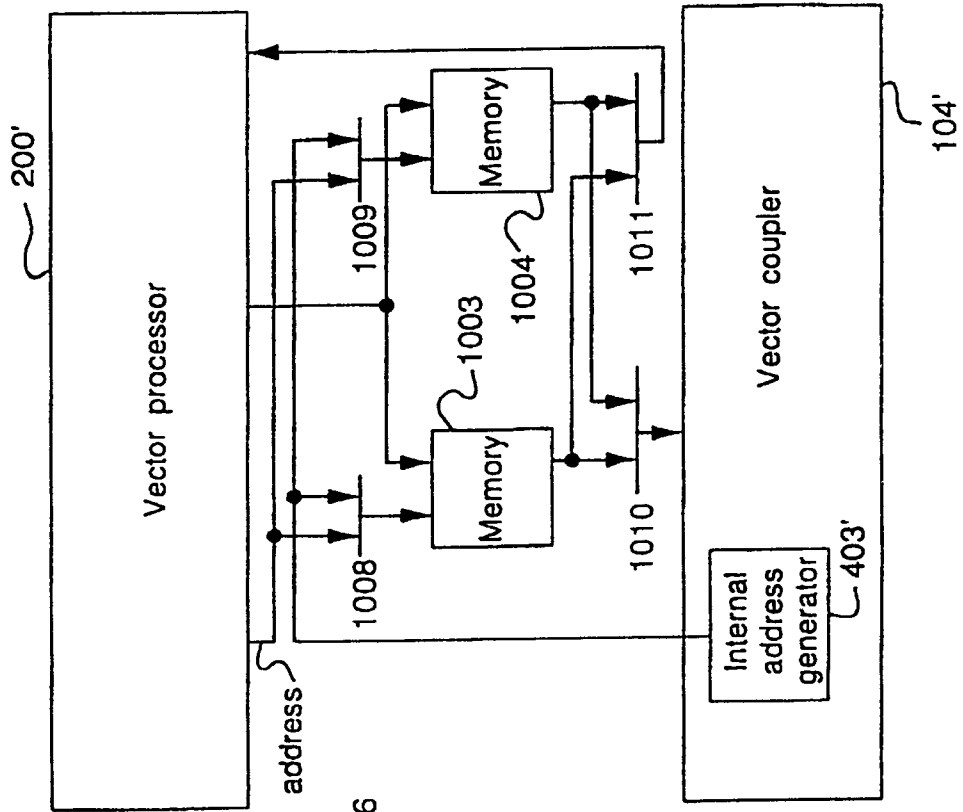 200'
Vector processor
address
1008
1009
Memory
1003
Memory
1004
1010
1011
Internal
address
generator
403'
Vector coupler
104'
6